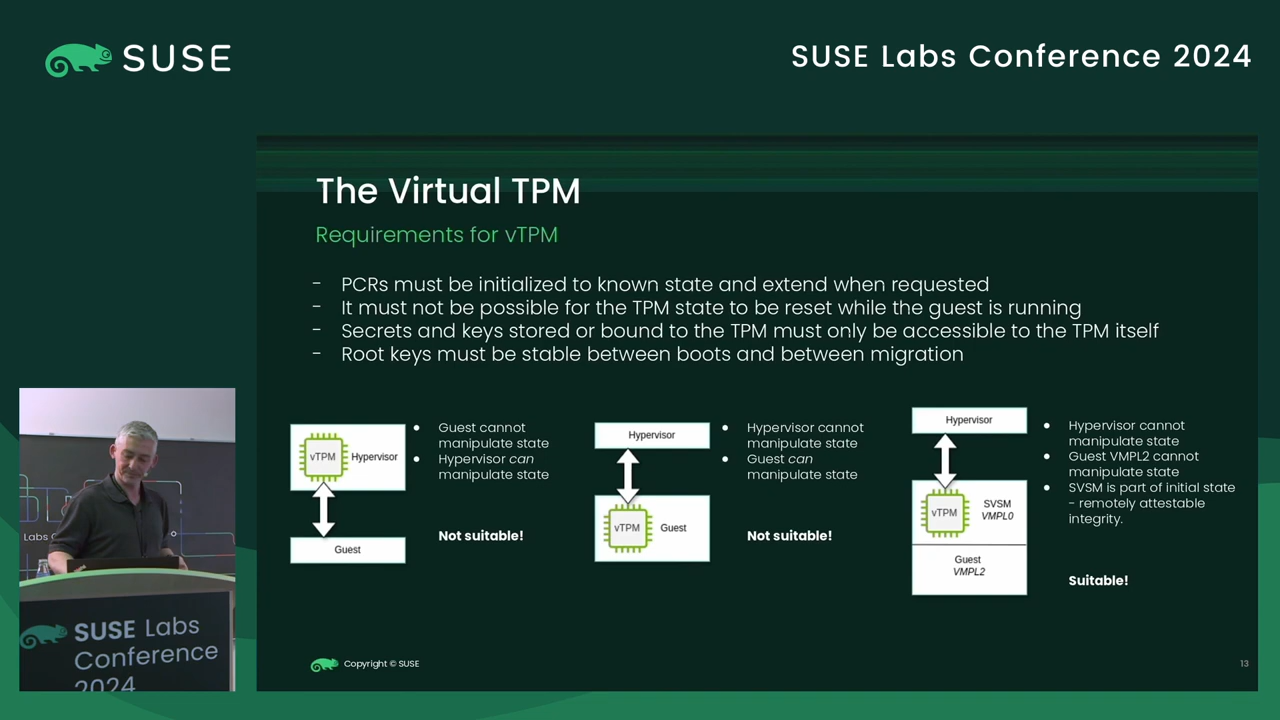 SUSE
SUSE Labs Conference 2024
The Virtual TPM
Requirements for vTPM
- PCRs must be initialized to known state and extend when requested
- It must not be possible for the TPM state to be reset while the guest is running
- Secrets and keys stored or bound to the TPM must only be accessible to the TPM itself
- Root keys must be stable between boots and between migration
vTPM
Hypervisor
Guest
● Guest cannot
manipulate state
● Hypervisor can
manipulate state
Not suitable!
Hypervisor
vTPM
Guest
● Hypervisor cannot
manipulate state
● Guest can
manipulate state
Not suitable!
Hypervisor
vTPM
SVSM
VMPL0
Guest
VMPL2
● Hypervisor cannot
manipulate state
● Guest VMPL2 cannot
manipulate state
● SVSM is part of initial state
- remotely attestable
integrity.
Suitable!
Copyright © SUSE
13
Labs
SUSE Labs
Conference
2024